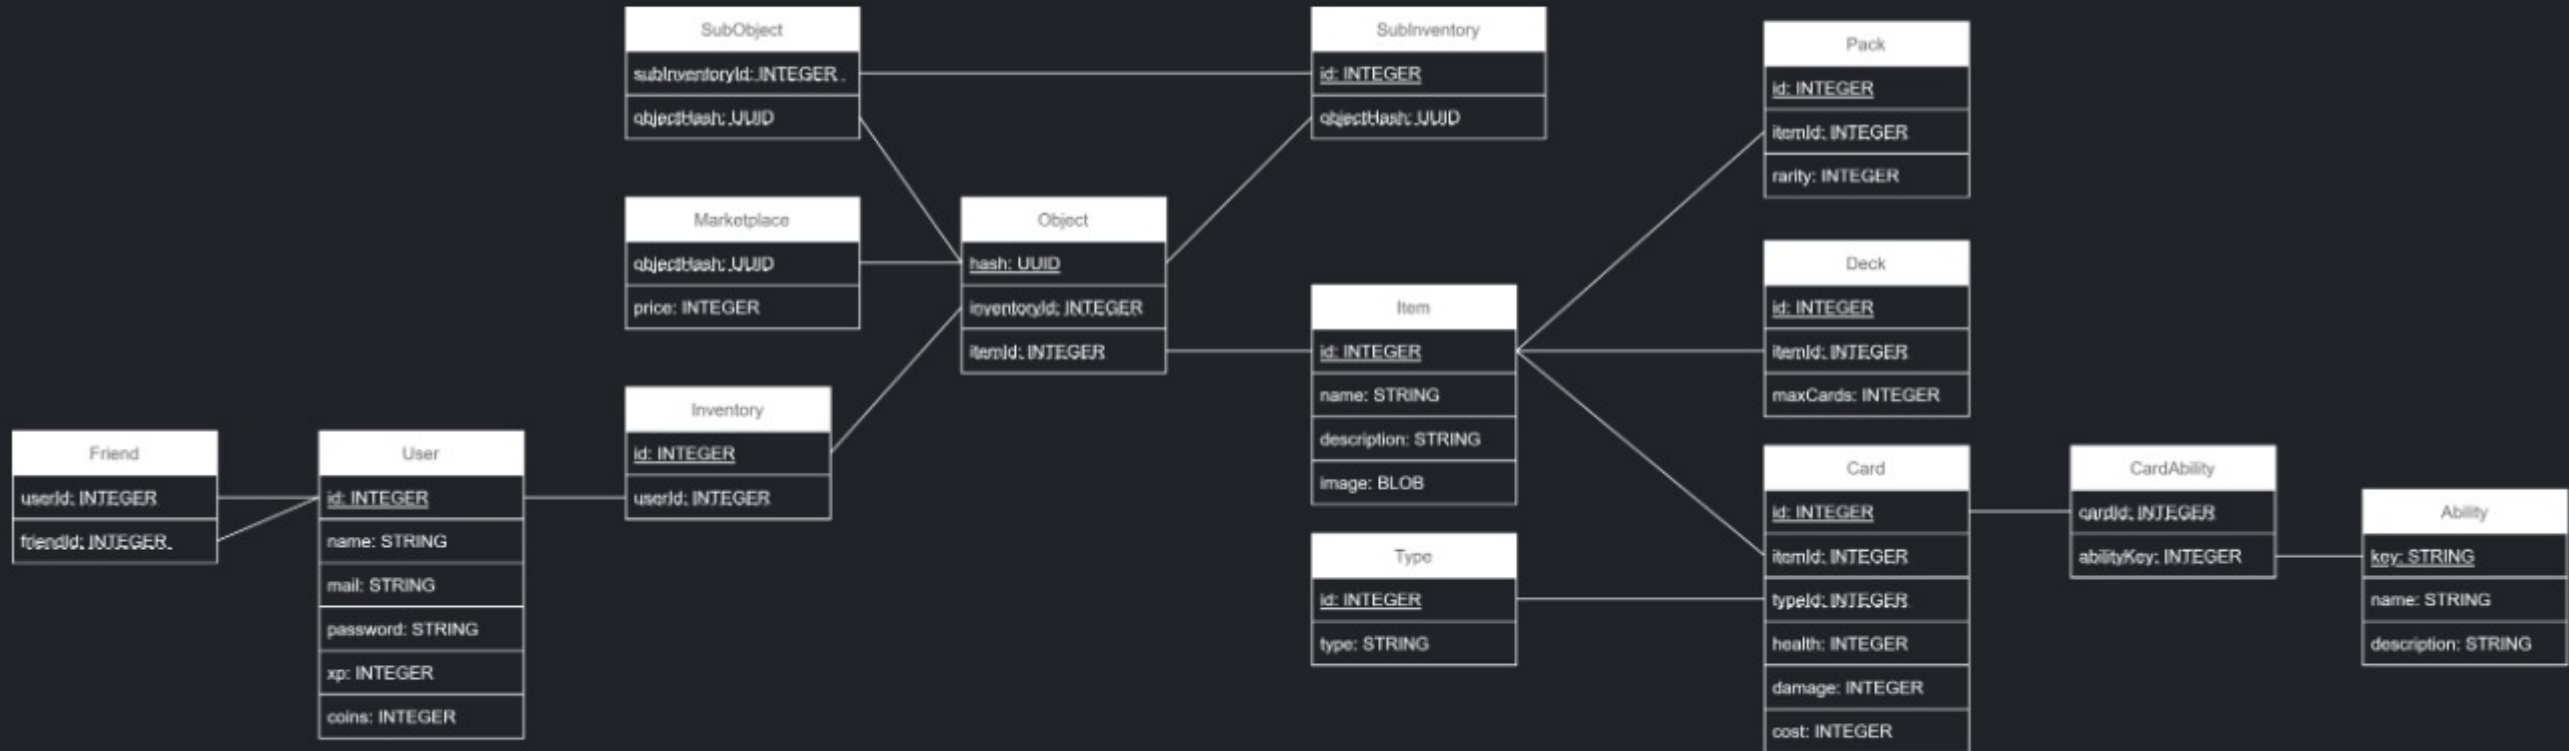 SubObject
subInventoryId: INTEGER
objectHash: UUID
SubInventory
id: INTEGER
objectHash: UUID
Pack
id: INTEGER
itemId: INTEGER
rarity: INTEGER
Marketplace
objectHash: UUID
price: INTEGER
Object
hash: UUID
inventoryId: INTEGER
itemId: INTEGER
Item
id: INTEGER
name: STRING
description: STRING
image: BLOB
Deck
id: INTEGER
itemId: INTEGER
maxCards: INTEGER
Friend
userId: INTEGER
friendId: INTEGER
User
id: INTEGER
name: STRING
mail: STRING
password: STRING
xp: INTEGER
coins: INTEGER
Inventory
id: INTEGER
userId: INTEGER
Type
id: INTEGER
type: STRING
Card
id: INTEGER
itemId: INTEGER
typeId: INTEGER
health: INTEGER
damage: INTEGER
cost: INTEGER
CardAbility
cardId: INTEGER
abilityKey: INTEGER
Ability
key: STRING
name: STRING
description: STRING